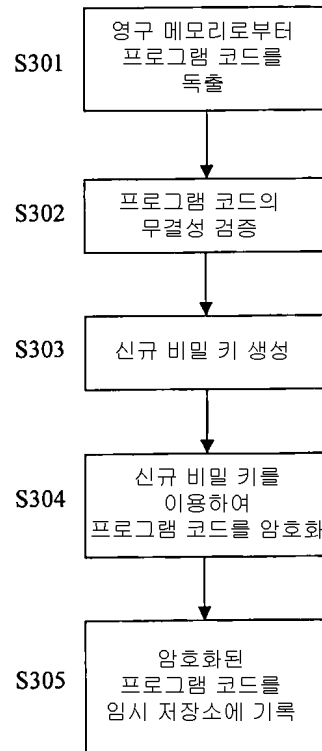 S301
영구 메모리로부터
프로그램 코드를
독출
S302
프로그램 코드의
무결성 검증
S303
신규 비밀 키 생성
S304
신규 비밀 키를
이용하여
프로그램 코드를 암호화
S305
암호화된
프로그램 코드를
임시 저장소에 기록